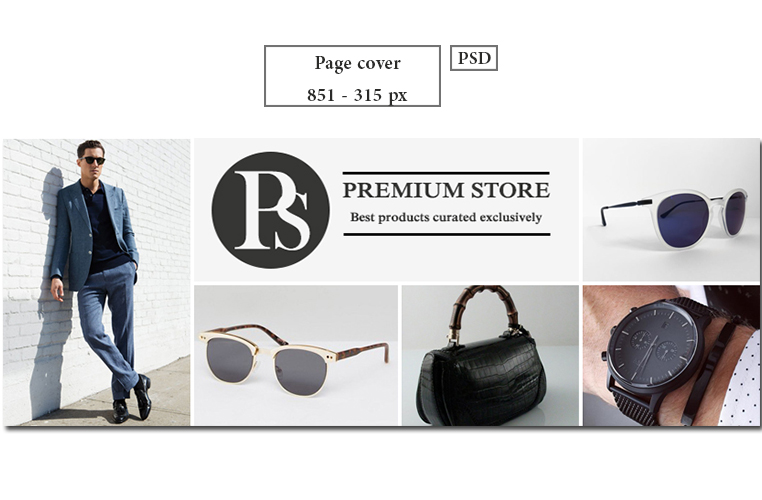 Page cover
851 - 315 px
PSD
PS
PREMIUM STORE
Best products curated exclusively